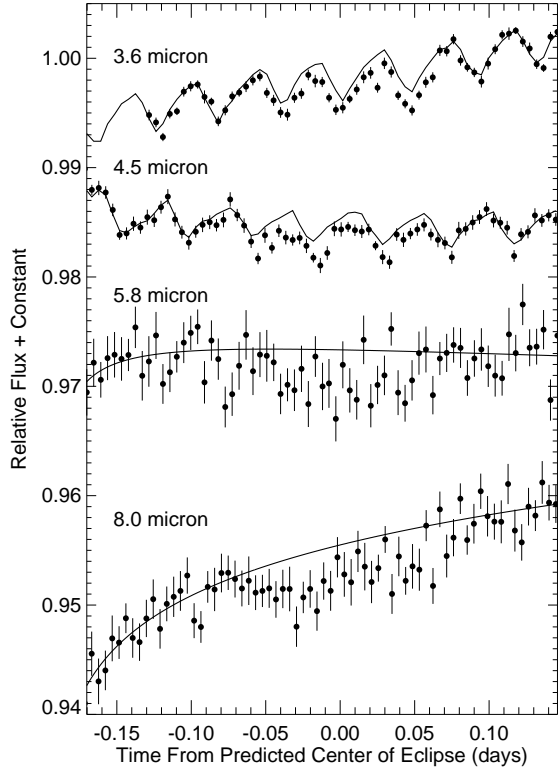 1.00
3.6 micron
0.99
4.5 micron
0.98
5.8 micron
0.97
0.96
8.0 micron
0.95
0.94
Relative Flux + Constant
-0.15 -0.10 -0.05 0.00 0.05 0.10
Time From Predicted Center of Eclipse (days)